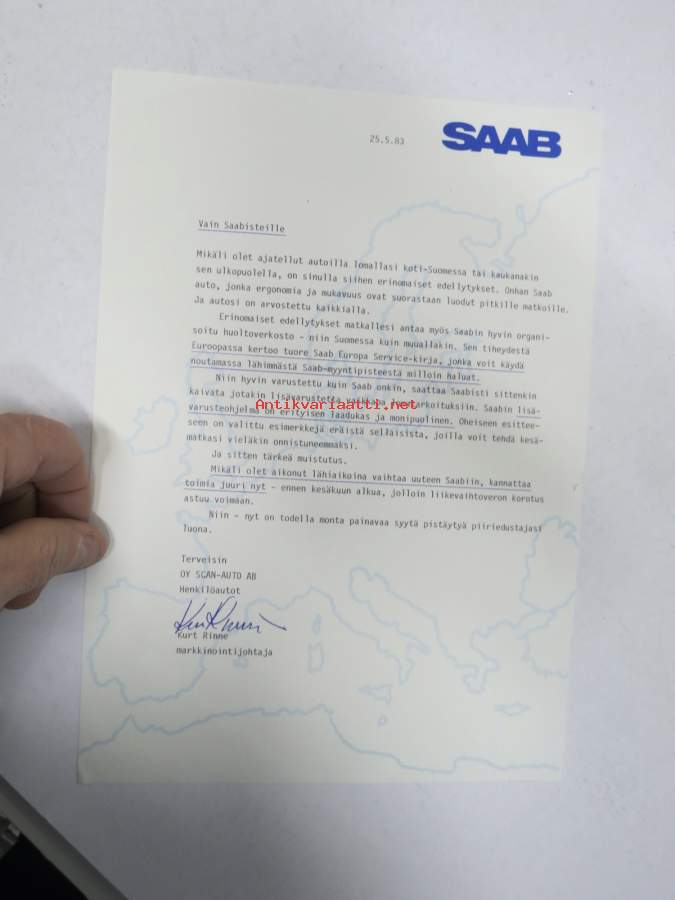 SAAB
25.5.83
Vain Saabisteille
Mikäli olet ajatellut autoilla lomallasi koti-Suomessa tai kaukanakin
sen ulkopuolella, on sinulla siihen erinomaiset edellytykset. Onhan Saab
auto, jonka ergonomia ja mukavuus ovat suorastaan luodut pitkille matkoille.
Ja autosi on arvostettu kaikkialla.
Erinomaiset edellytykset matkallesi antaa myös Saabin hyvin organi-
soitu huoltoverkosto - niin Suomessa kuin muuallakin. Sen tiheydestä
Euroopassa kertoo tuore Saab Europa Service-kirja, jonka voit käydä
noutamassa lähimmästä Saab-myyntipisteestä milloin haluat.
Niin hyvin varustettu kuin Saab onkin, saattaa Saabisti sittenkin
kaivata jotakin lisävarustetta vaikkapa lomatarkoituksiin. Saabin lisä-
Antikvariaatti.net
varusteohjelma on erityisen laadukas ja monipuolinen. Oheiseen esittee-
seen on valittu esimerkkejä eräistä sellaisista, joilla voit tehdä kesä-
matkasi vieläkin onnistuneemmaksi.
Ja sitten tärkeä muistutus.
Mikäli olet aikonut lähiaikoina vaihtaa uuteen Saabiin, kannattaa
toimia juuri nyt - ennen kesäkuun alkua, jolloin liikevaihtoveron korotus
astuu voimaan.
Niin - nyt on todella monta painavaa syytä pistäytyä piiriedustajasi
luona.
Terveisin
OY SCAN-AUTO AB
Henkilöautot
Kurt Rinne
markkinointijohtaja